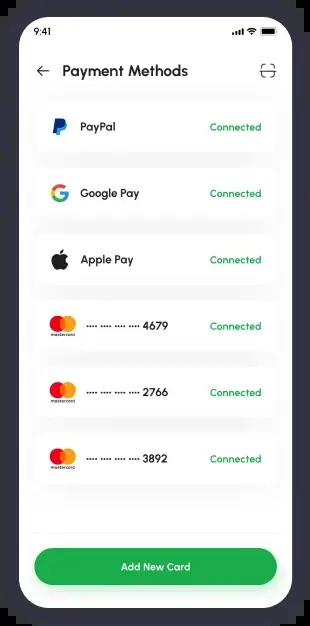 9:41
Payment Methods
PayPal Connected
Google Pay Connected
Apple Pay Connected
mastercard •••• •••• •••• 4679 Connected
mastercard •••• •••• •••• 2766 Connected
mastercard •••• •••• •••• 3892 Connected
Add New Card